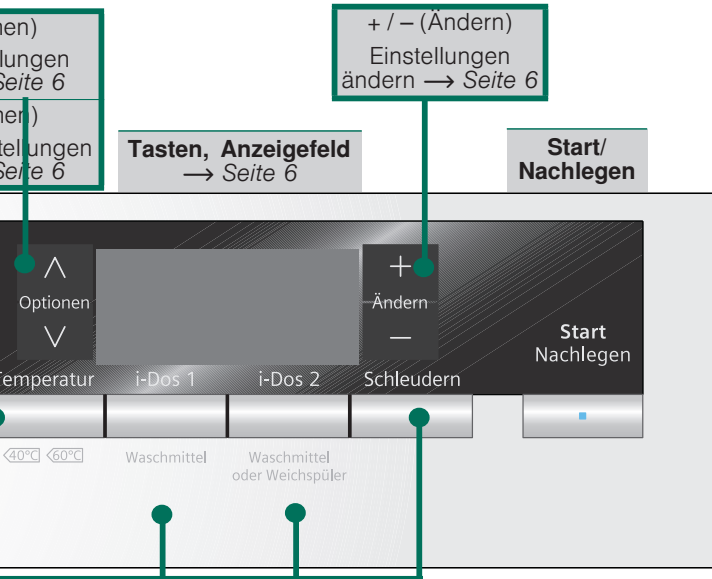 nen)
lungen
Seite 6
nen)
tellungen
Seite 6
+ / – (Ändern)
Einstellungen
ändern → Seite 6
Tasten, Anzeigefeld
→ Seite 6
Start/
Nachlegen
Optionen
+
Ändern
–
Start
Nachlegen
Temperatur i-Dos 1 i-Dos 2 Schleudern
<40°C <60°C
Waschmittel
Waschmittel
oder Weichspüler